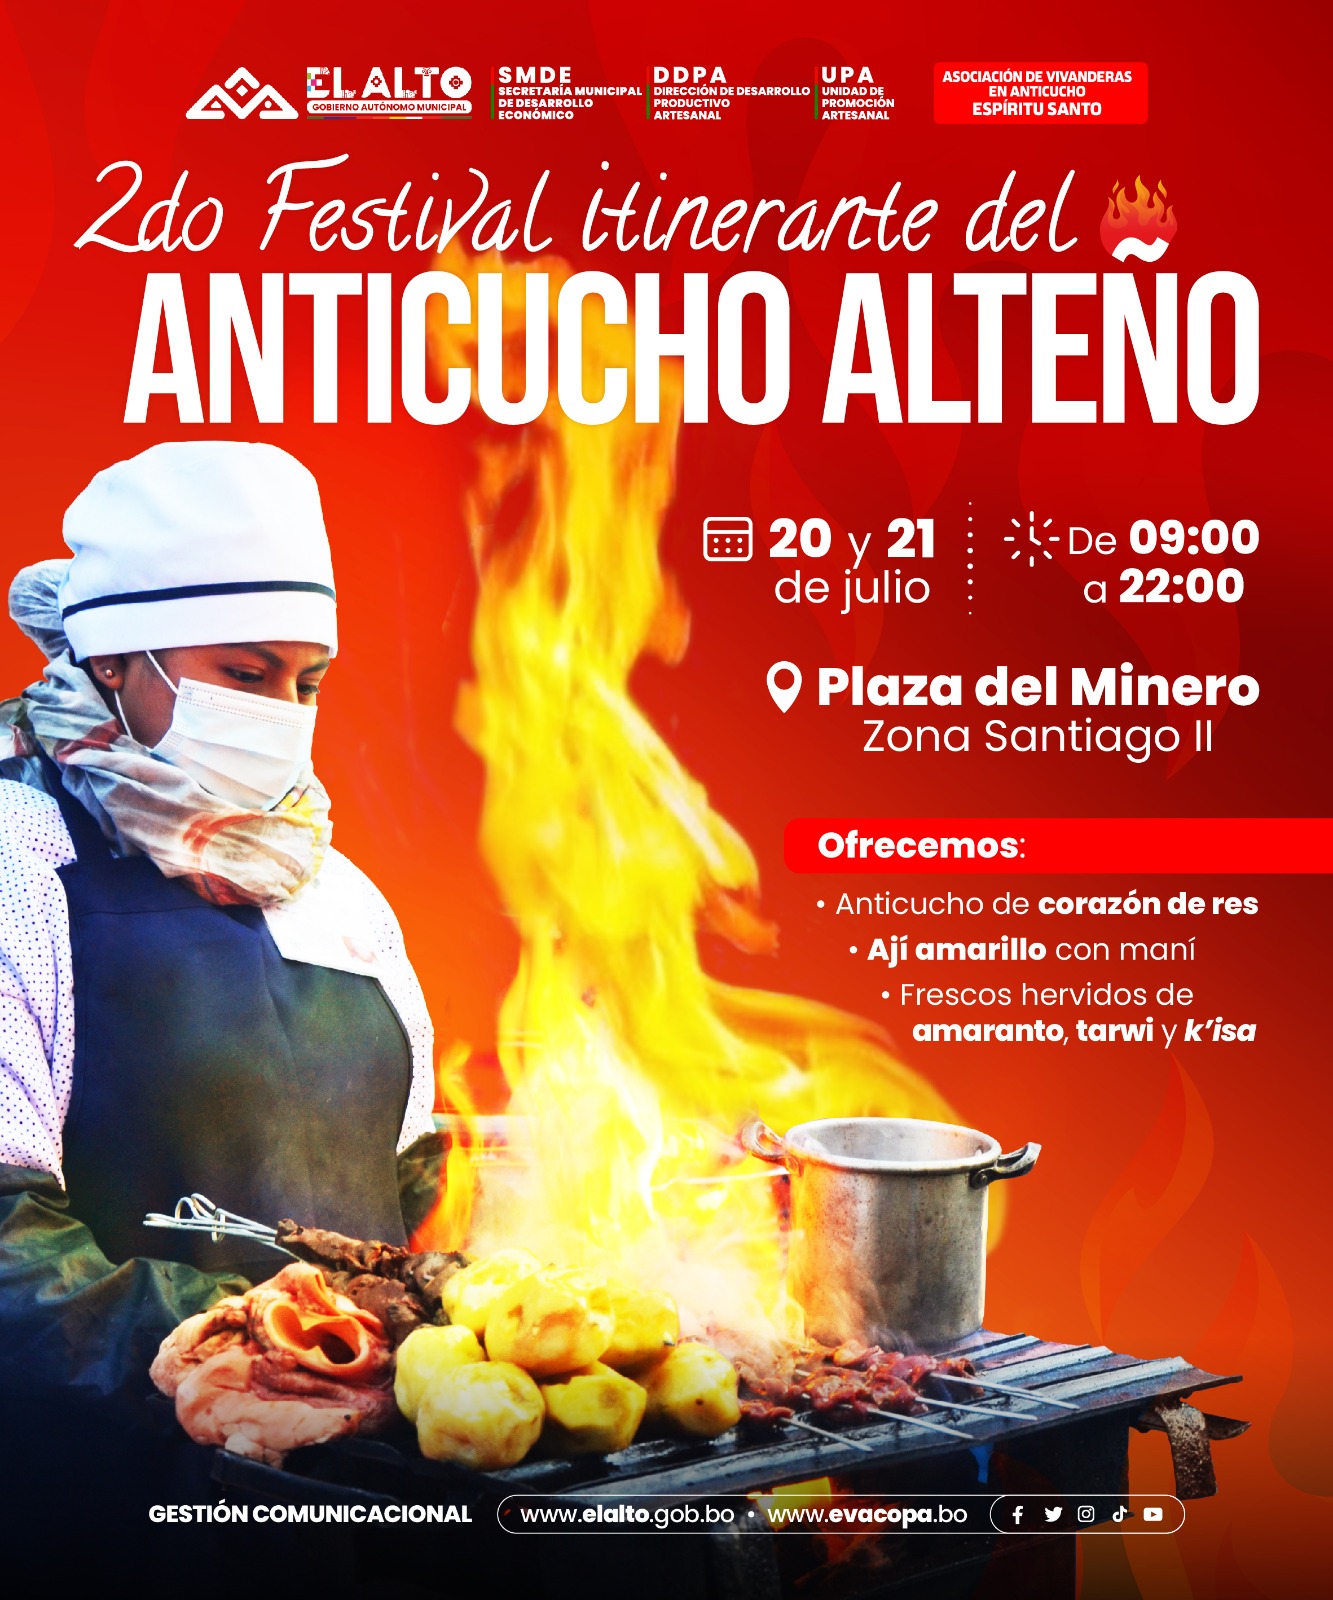 EL ALTO
GOBIERNO AUTÓNOMO MUNICIPAL
SMDE
SECRETARÍA MUNICIPAL
DE DESARROLLO
ECONÓMICO
DDPA
DIRECCIÓN DE DESARROLLO
PRODUCTIVO
ARTESANAL
UPA
UNIDAD DE
PROMOCIÓN
ARTESANAL
ASOCIACIÓN DE VIVANDERAS
EN ANTICUCHO
ESPÍRITU SANTO
2do Festival itinerante del
ANTICUCHO ALTEÑO
20 y 21
de julio
De 09:00
a 22:00
Plaza del Minero
Zona Santiago II
Ofrecemos:
• Anticucho de corazón de res
• Ají amarillo con maní
• Frescos hervidos de
amaranto, tarwi y k'isa
GESTIÓN COMUNICACIONAL
www.elalto.gob.bo • www.evacopa.bo